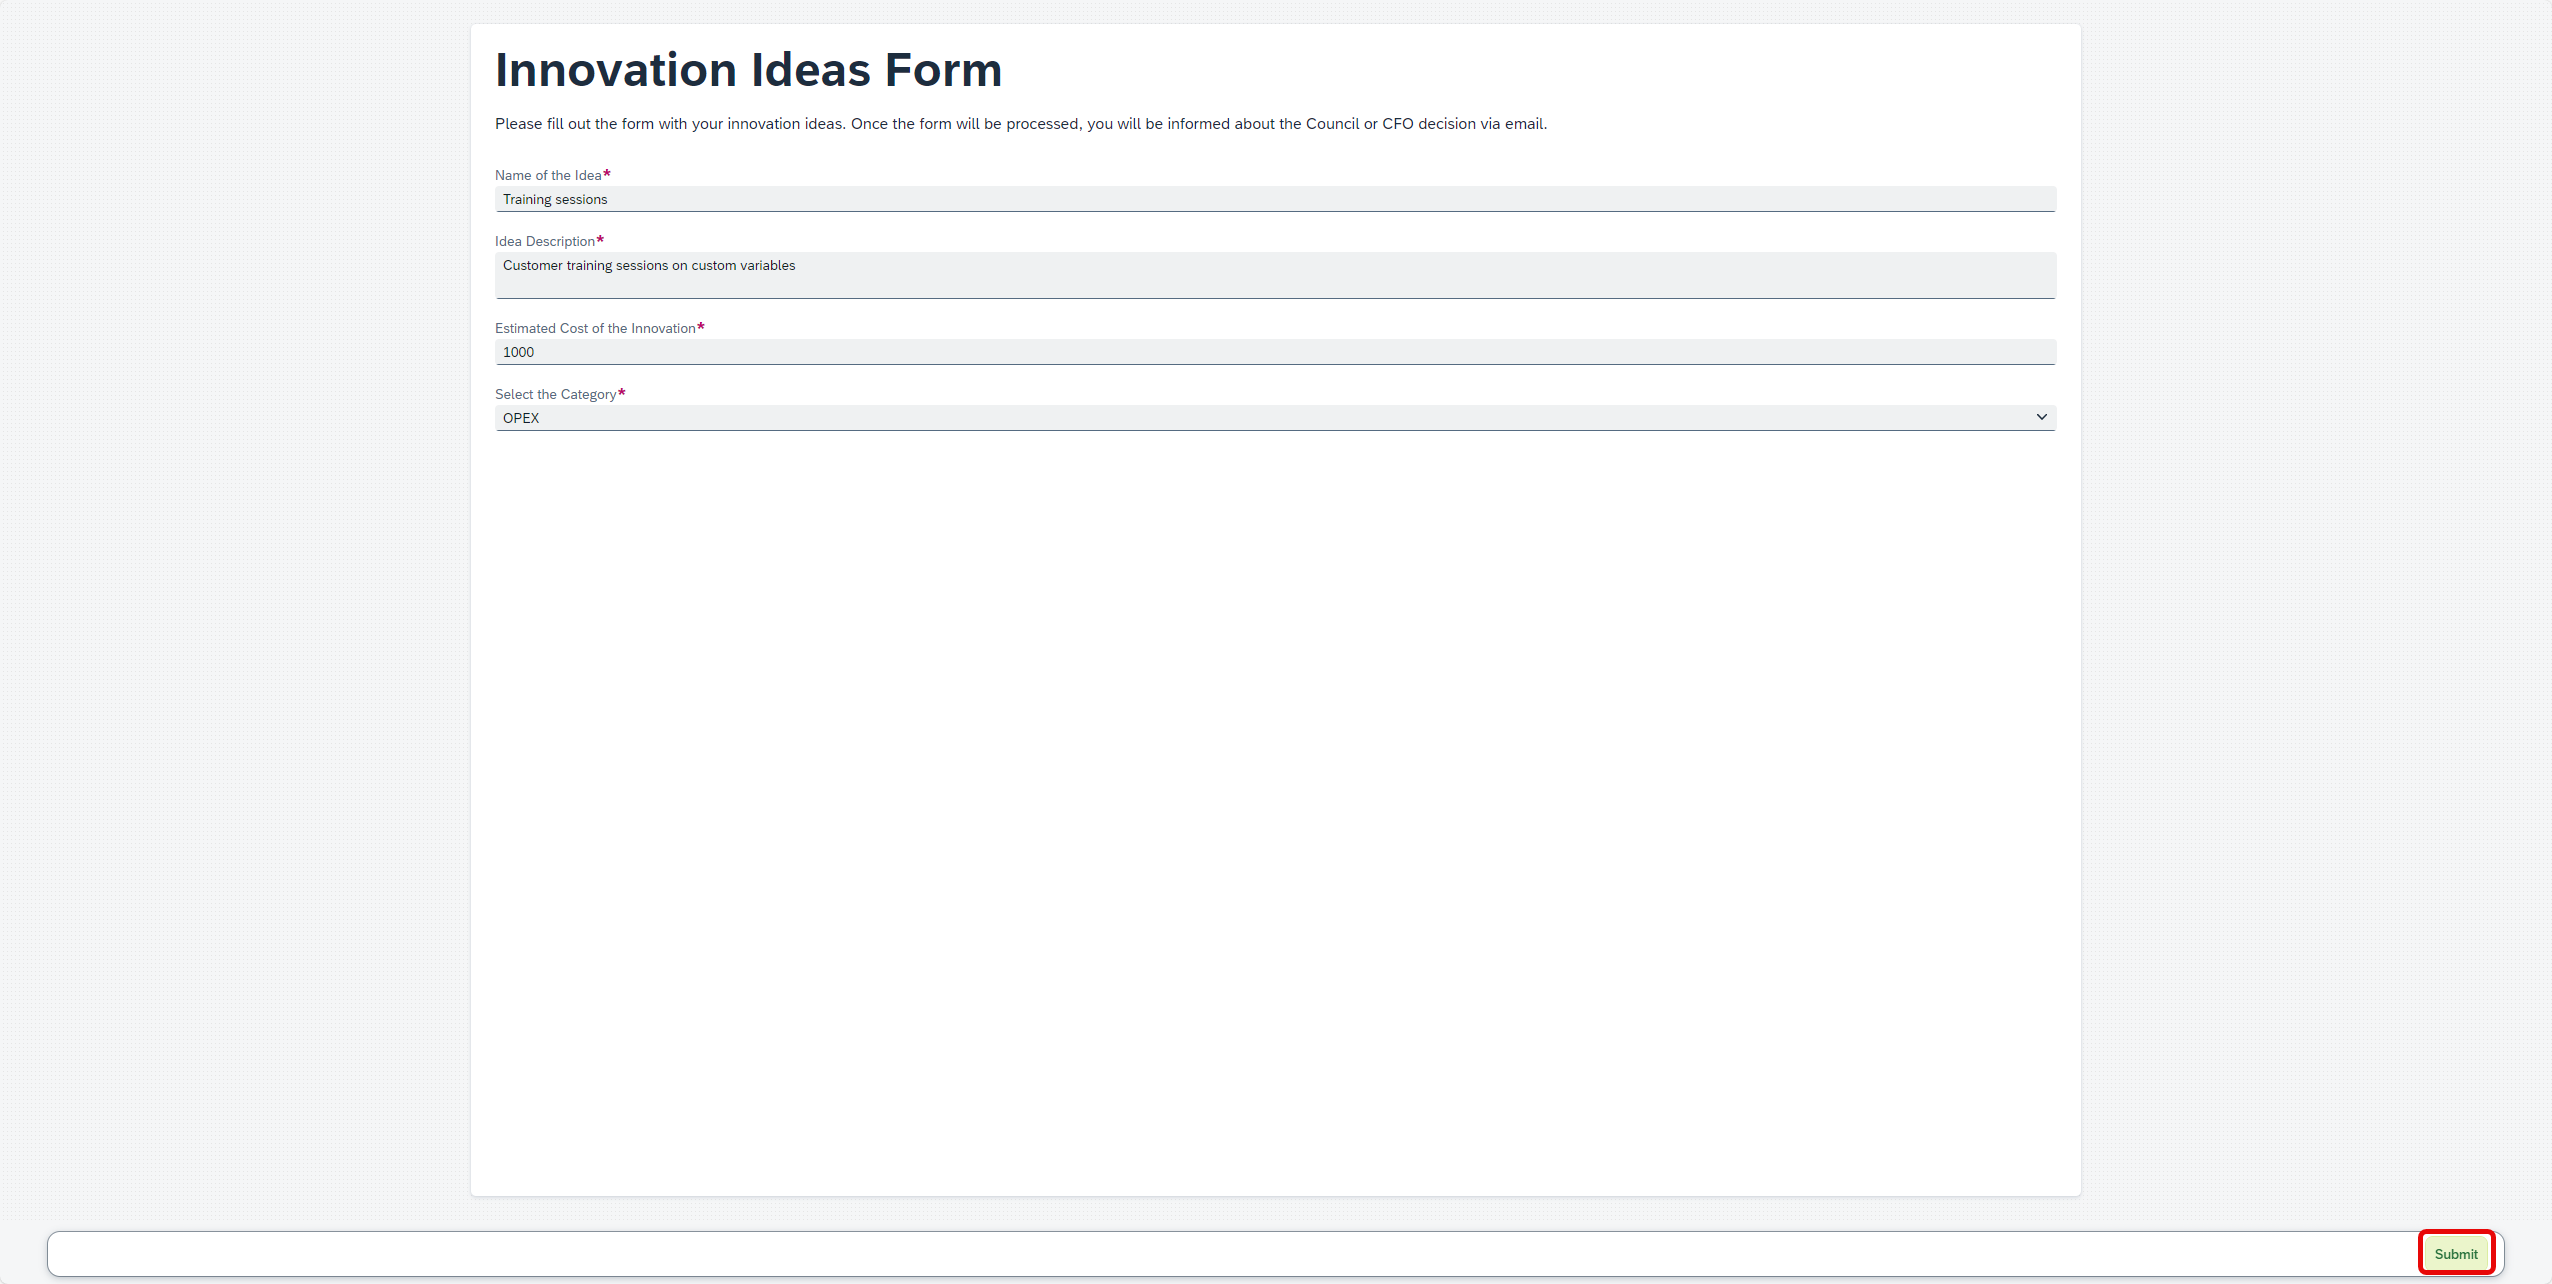 Innovation Ideas Form
Please fill out the form with your innovation ideas. Once the form will be processed, you will be informed about the Council or CFO decision via email.
Name of the Idea*
Training sessions
Idea Description*
Customer training sessions on custom variables
Estimated Cost of the Innovation*
1000
Select the Category*
OPEX
Submit